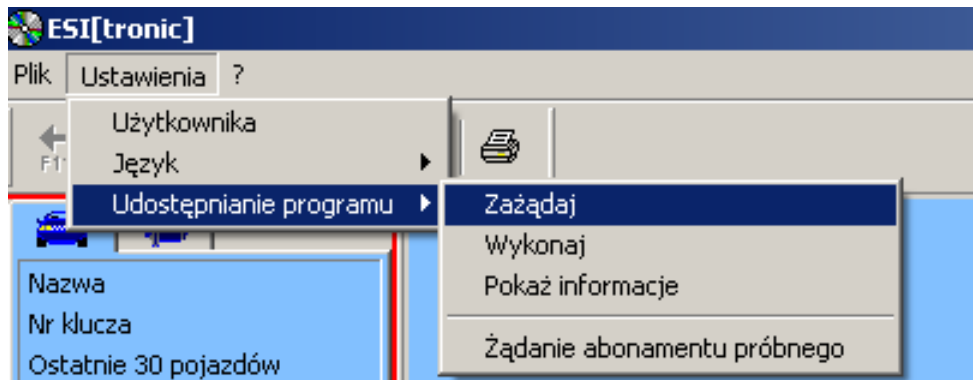 ESI[tronic]
Plik Ustawienia ?
Użytkownika
F1
Język
Udostępnianie programu Zażądaj
Wykonaj
Nazwa Pokaż informacje
Nr klucza
Ostatnie 30 pojazdów Żądanie abonamentu próbnego